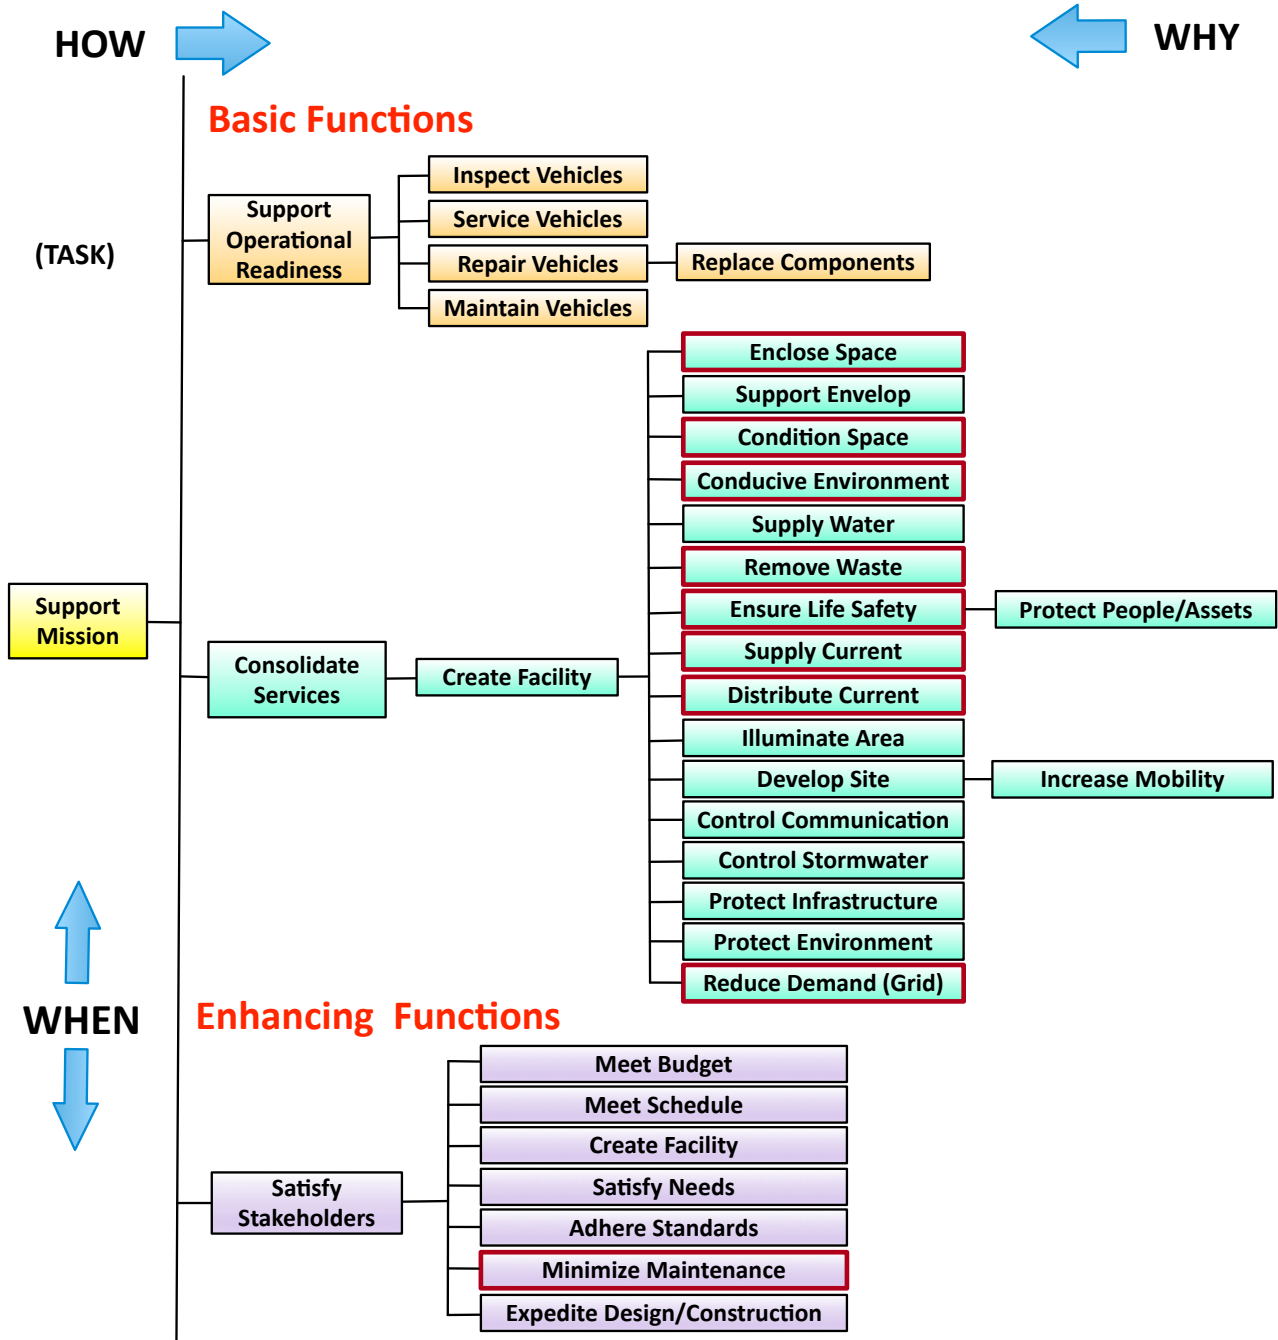 HOW
WHY
Basic Functions
Inspect Vehicles
Support
Operational
Readiness
Service Vehicles
(TASK)
Repair Vehicles
Replace Components
Maintain Vehicles
Enclose Space
Support Envelop
Condition Space
Conducive Environment
Supply Water
Remove Waste
Support
Mission
Ensure Life Safety
Protect People/Assets
Supply Current
Consolidate
Services
Create Facility
Distribute Current
Illuminate Area
Develop Site
Increase Mobility
Control Communication
Control Stormwater
Protect Infrastructure
Protect Environment
Reduce Demand (Grid)
WHEN
Enhancing Functions
Meet Budget
Meet Schedule
Create Facility
Satisfy
Stakeholders
Satisfy Needs
Adhere Standards
Minimize Maintenance
Expedite Design/Construction